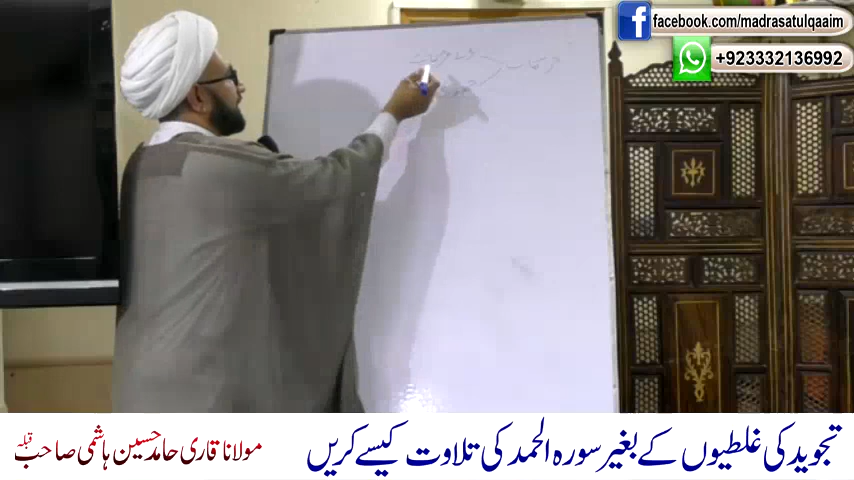 facebook.com/madrasatulqaaim
+923332136992
تجوید کی غلطیوں کے بغیر سورہ الحمد کی تلاوت کیسے کریں
مولانا قاری حامد حسین ہاشمی صاحب قبلہ